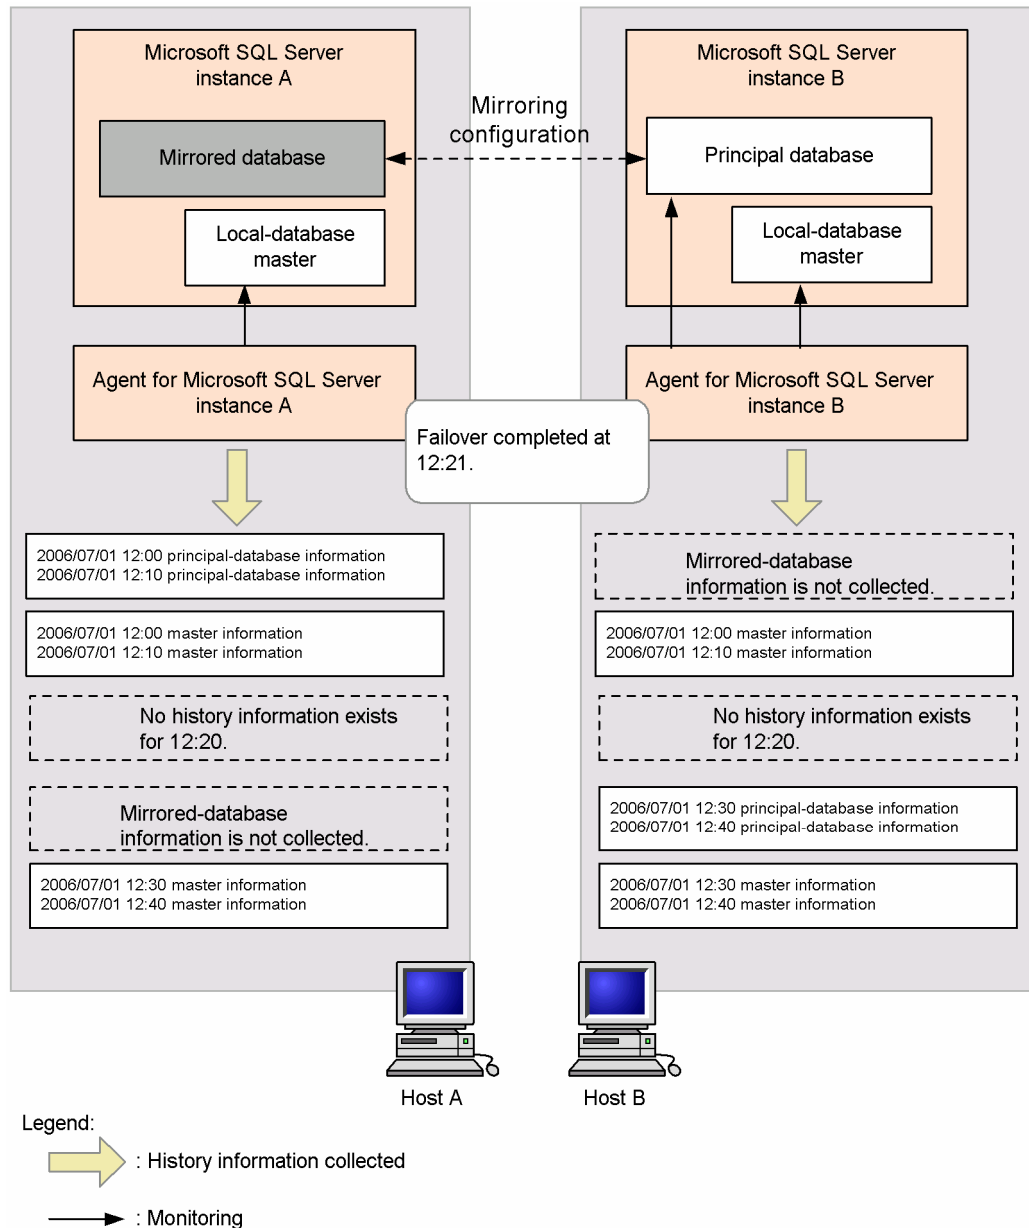 Microsoft SQL Server
instance A
Mirrored database
Local-database
master
Agent for Microsoft SQL Server
instance A
Mirroring
configuration
Microsoft SQL Server
instance B
Principal database
Local-database
master
Agent for Microsoft SQL Server
instance B
Failover completed at
12:21.
2006/07/01 12:00 principal-database information
2006/07/01 12:10 principal-database information
2006/07/01 12:00 master information
2006/07/01 12:10 master information
No history information exists
for 12:20.
Mirrored-database
information is not collected.
2006/07/01 12:30 master information
2006/07/01 12:40 master information
Mirrored-database
information is not collected.
2006/07/01 12:00 master information
2006/07/01 12:10 master information
No history information exists
for 12:20.
2006/07/01 12:30 principal-database information
2006/07/01 12:40 principal-database information
2006/07/01 12:30 master information
2006/07/01 12:40 master information
Host A
Host B
Legend:
: History information collected
: Monitoring